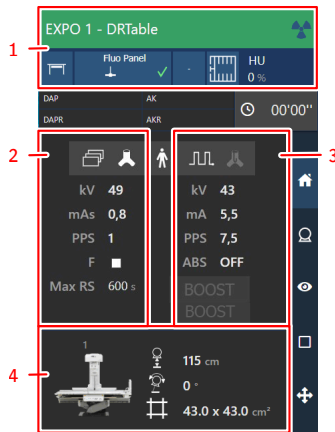 EXPO 1 - DRTable
1
Fluo Panel
-
HU
0 %
DAP
AK
00'00"
DAPR
AKR
2
3
kV 49
kV 43
mAs 0,8
mA 5,5
PPS 1
PPS 7,5
F
ABS OFF
Max RS 600 s
BOOST
BOOST
4
1
115 cm
0 °
43.0 x 43.0 cm²